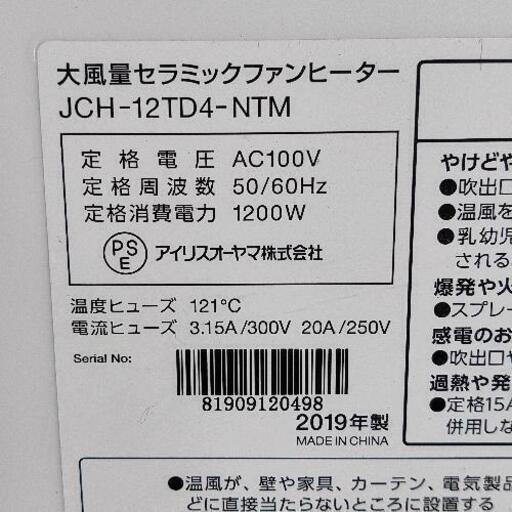 大風量セラミックファンヒーター
JCH-12TD4-NTM
定格電圧 AC100V
定格周波数 50/60Hz
定格消費電力 1200W
PSE アイリスオーヤマ株式会社
温度ヒューズ 121℃
電流ヒューズ 3.15A/300V 20A/250V
Serial No:
81909120498
2019年製
MADE IN CHINA
やけどや
●吹出口
●温風を
●乳幼児
される
爆発や火
●スプレー
感電のお
●吹出口や
過熱や発
●定格15A
併用しな
●温風が、壁や家具、カーテン、電気製品
どに直接当たらないところに設置する